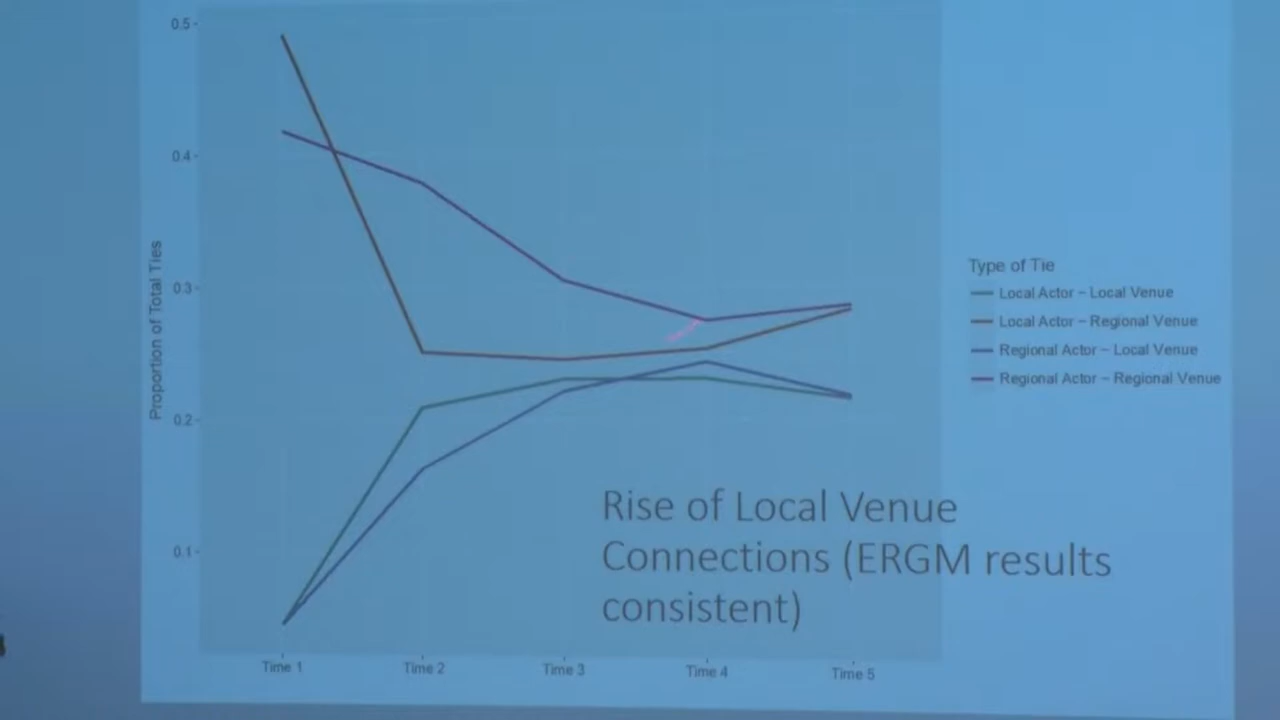 0.5
0.4
0.3
0.2
0.1
Proportion of Total Ties
Time 1
Time 2
Time 3
Time 4
Time 5
Type of Tie
Local Actor – Local Venue
Local Actor – Regional Venue
Regional Actor – Local Venue
Regional Actor – Regional Venue
Rise of Local Venue
Connections (ERGM results
consistent)